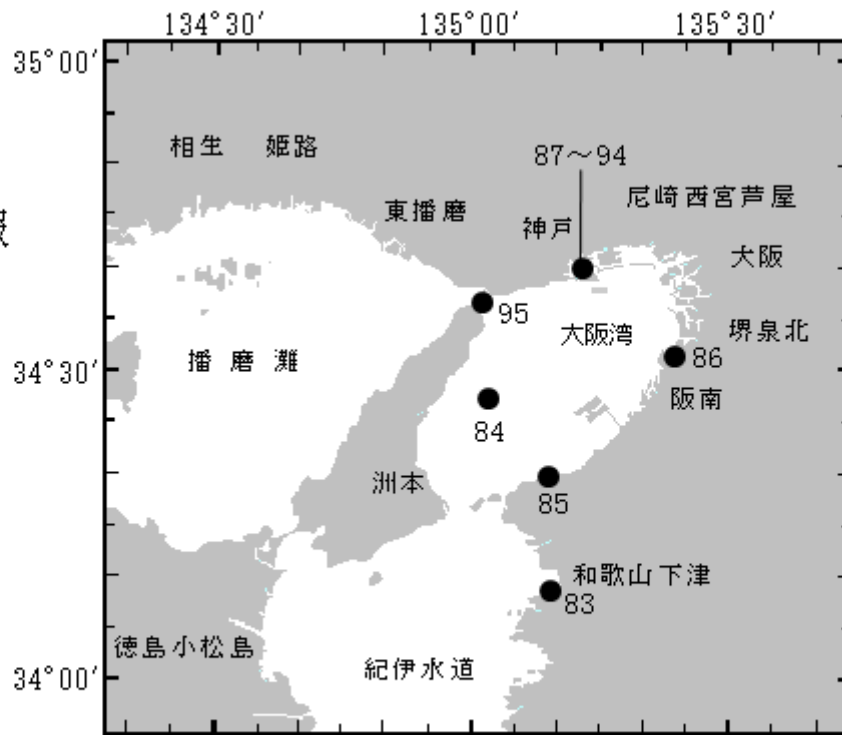 134°30′ 135°00′ 135°30′
35°00′
相生 姫路
87～94
尼崎西宮芦屋
東播磨
神戸
大阪
95
大阪湾
堺泉北
播磨灘
34°30′
86
阪南
84
洲本
85
和歌山下津
83
徳島小松島
紀伊水道
34°00′